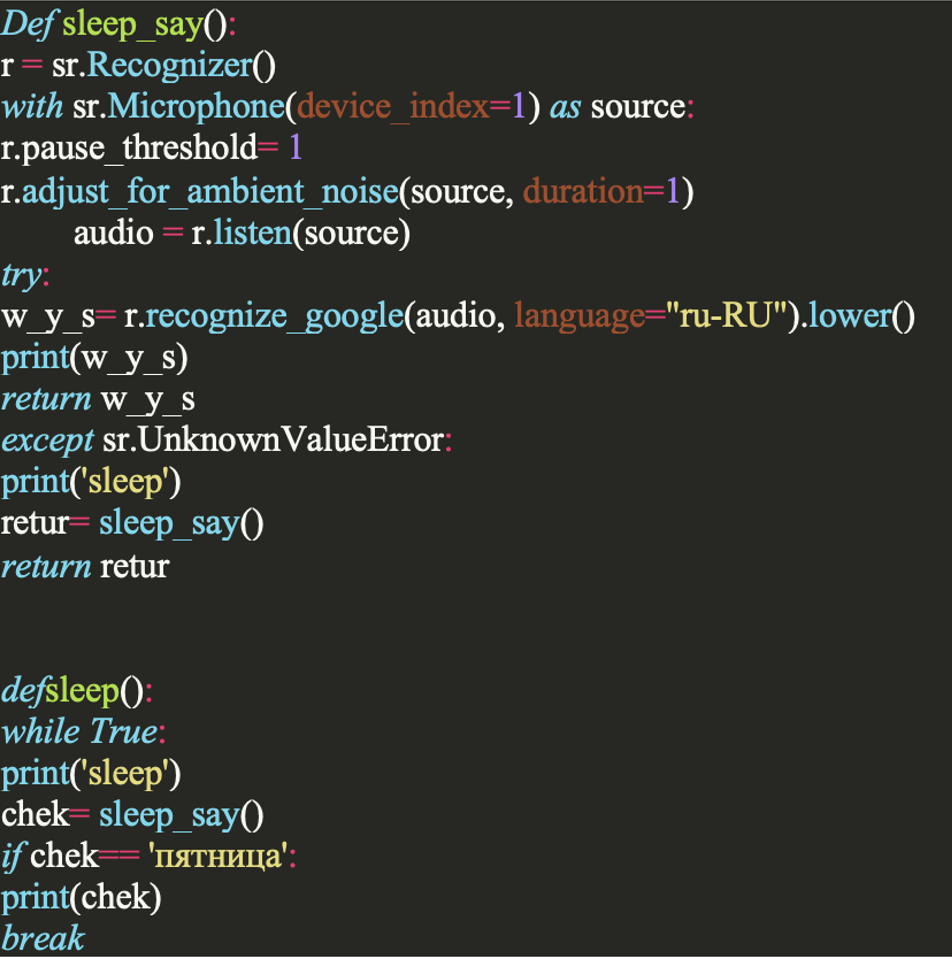 Def sleep_say():
r = sr.Recognizer()
with sr.Microphone(device_index=1) as source:
r.pause_threshold= 1
r.adjust_for_ambient_noise(source, duration=1)
audio = r.listen(source)
try:
w_y_s= r.recognize_google(audio, language="ru-RU").lower()
print(w_y_s)
return w_y_s
except sr.UnknownValueError:
print('sleep')
retur= sleep_say()
return retur
defsleep():
while True:
print('sleep')
chek= sleep_say()
if chek== 'пятница':
print(chek)
break